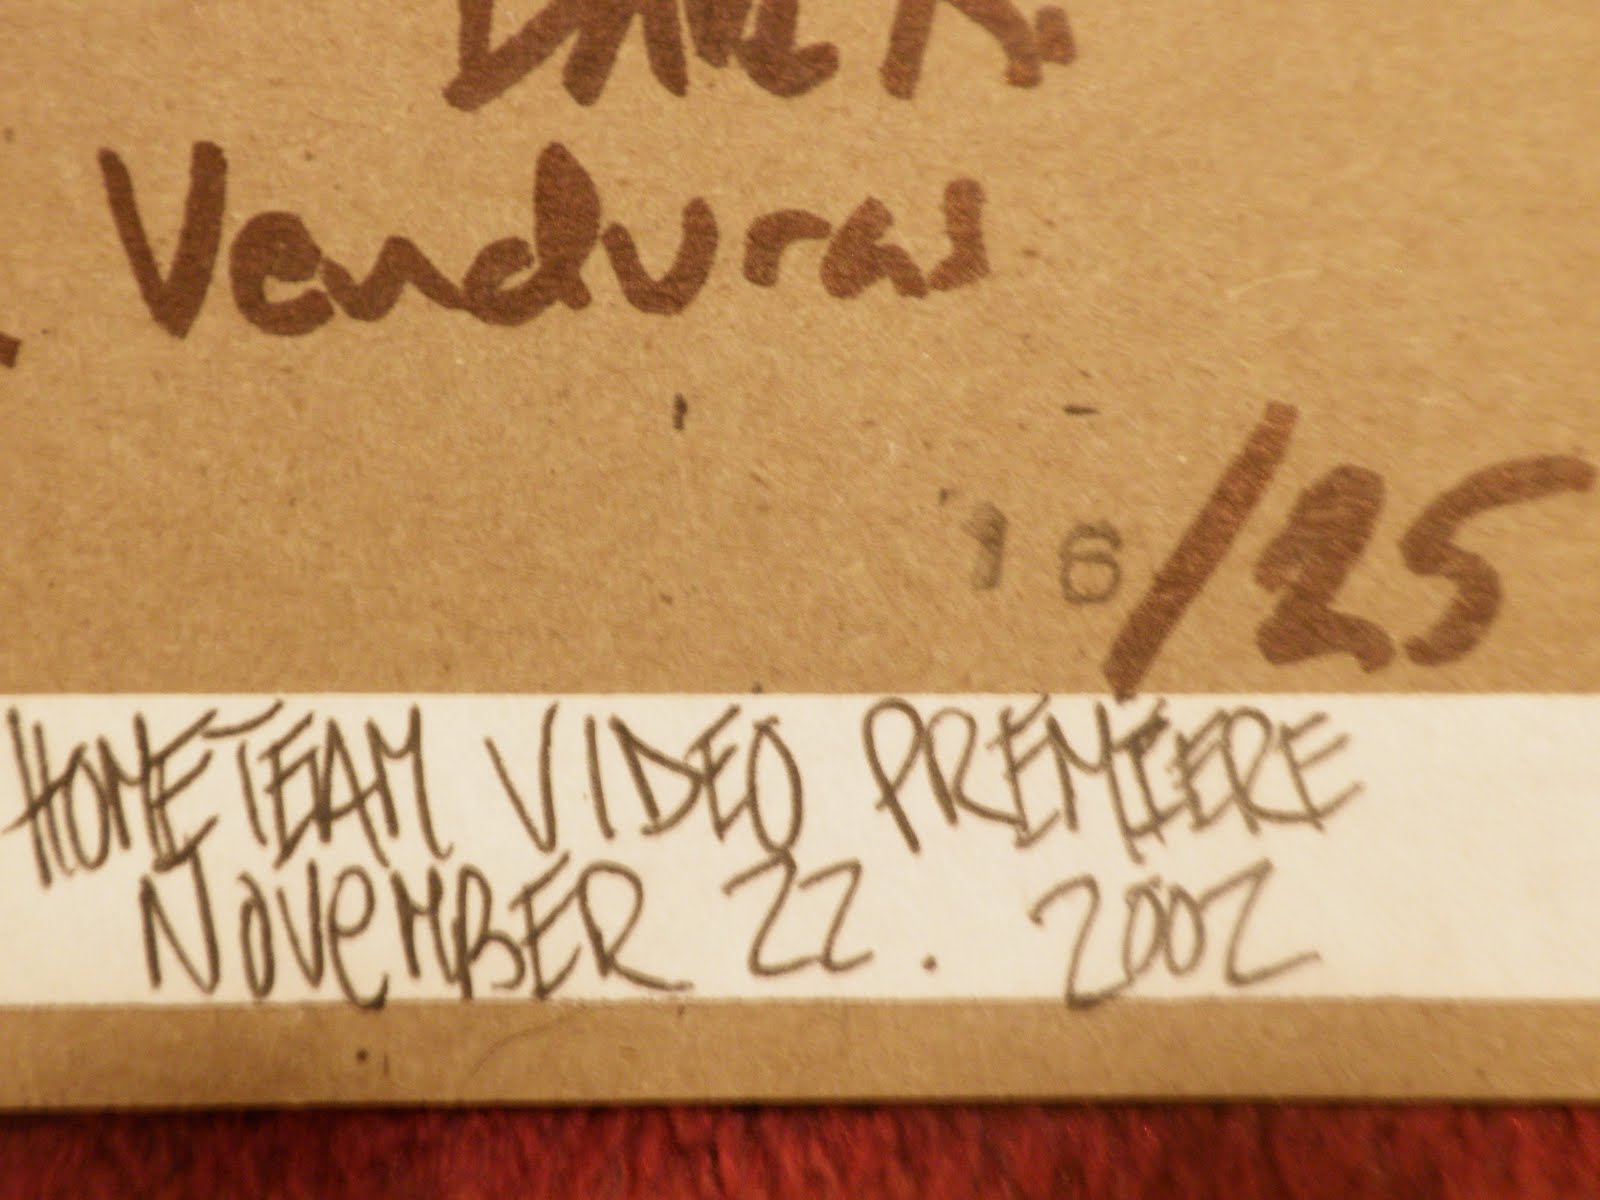 Venduras
16/25
HOMETEAM VIDEO PREMIERE
NOVEMBER 22. 2002